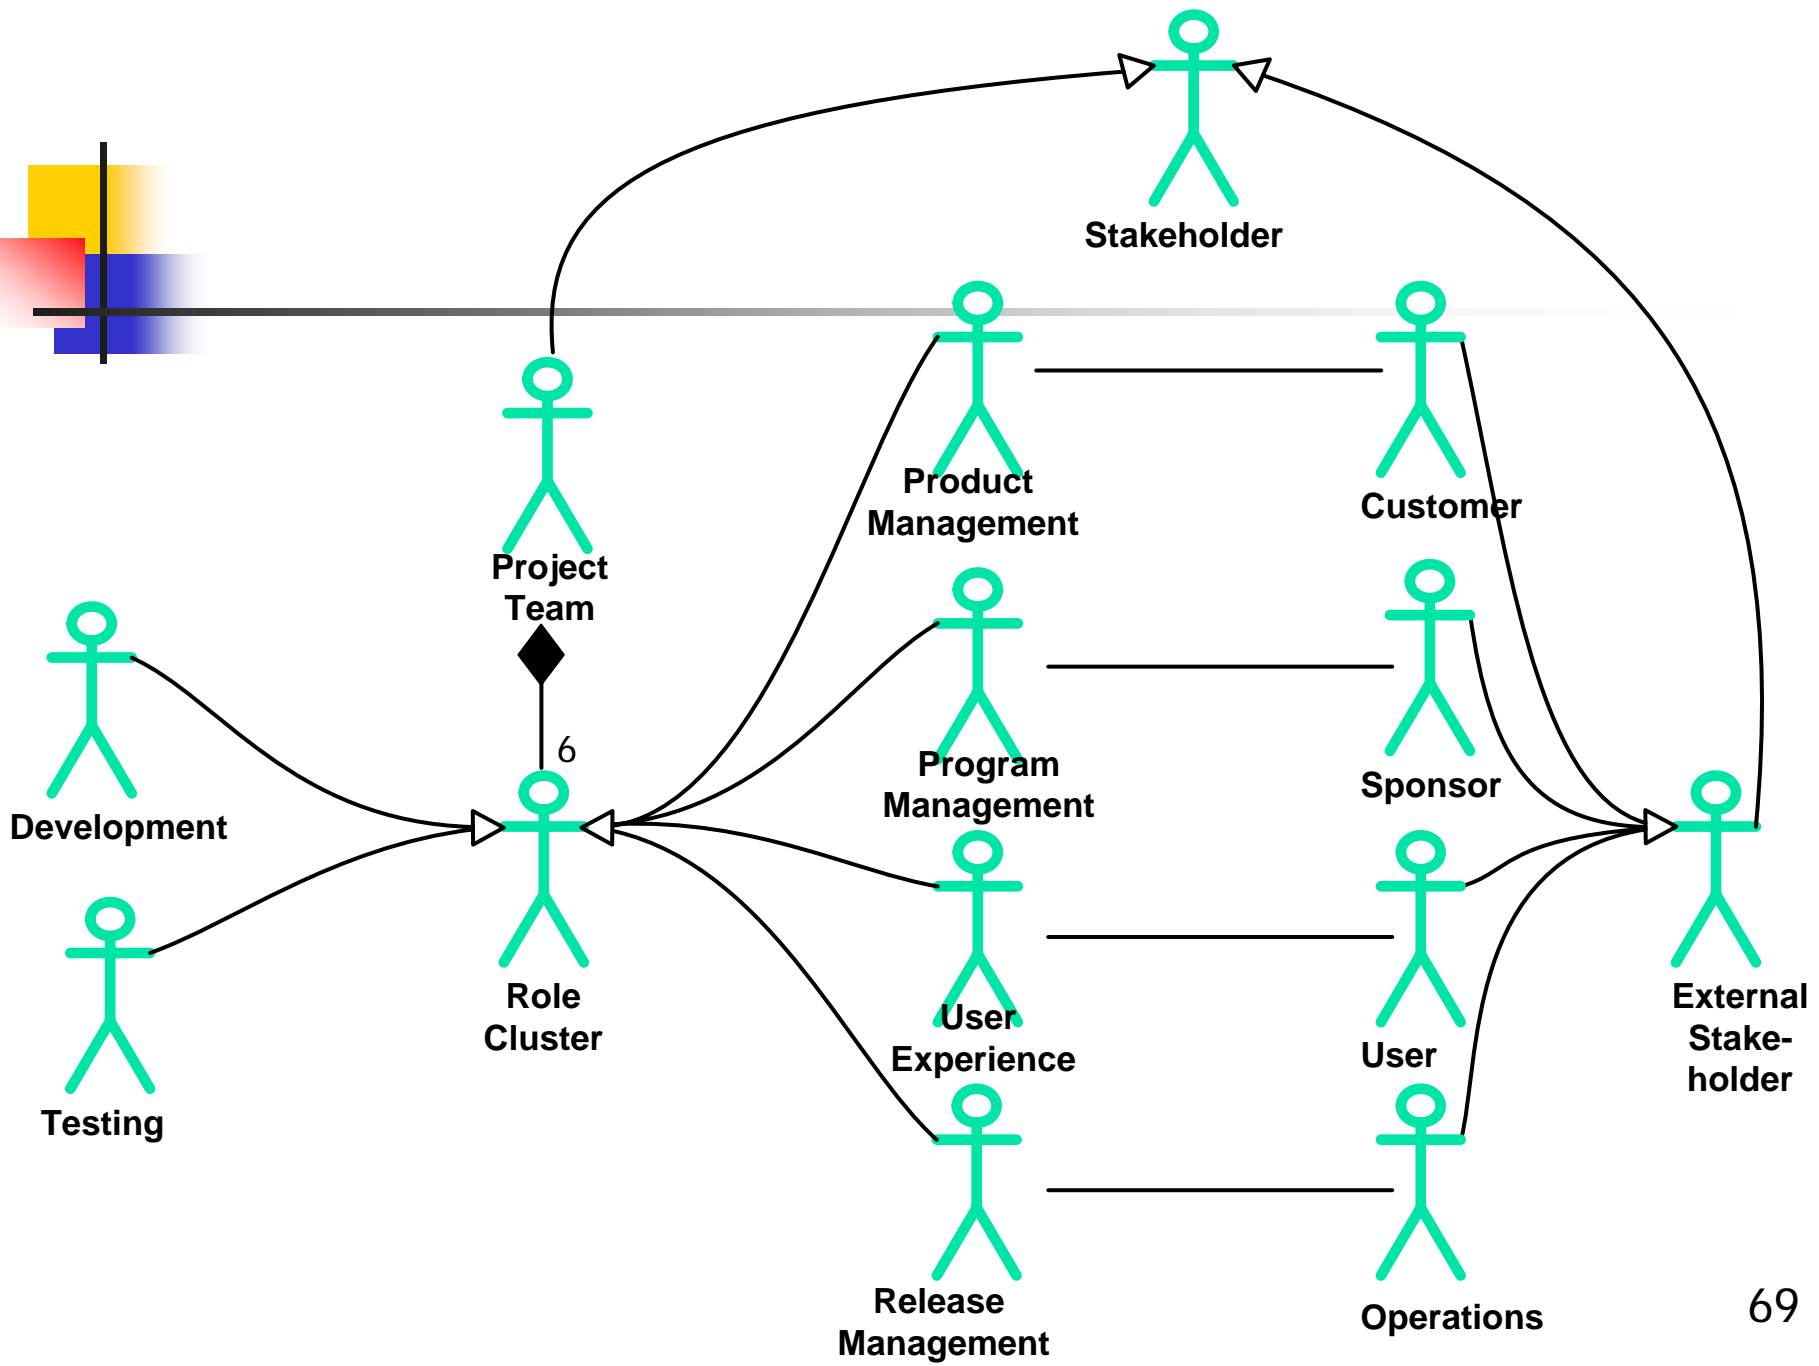 Stakeholder
Product
Management
Customer
Project
Team
6
Program
Management
Sponsor
Development
Role
Cluster
User
Experience
User
External
Stake-
holder
Testing
Release
Management
Operations
69